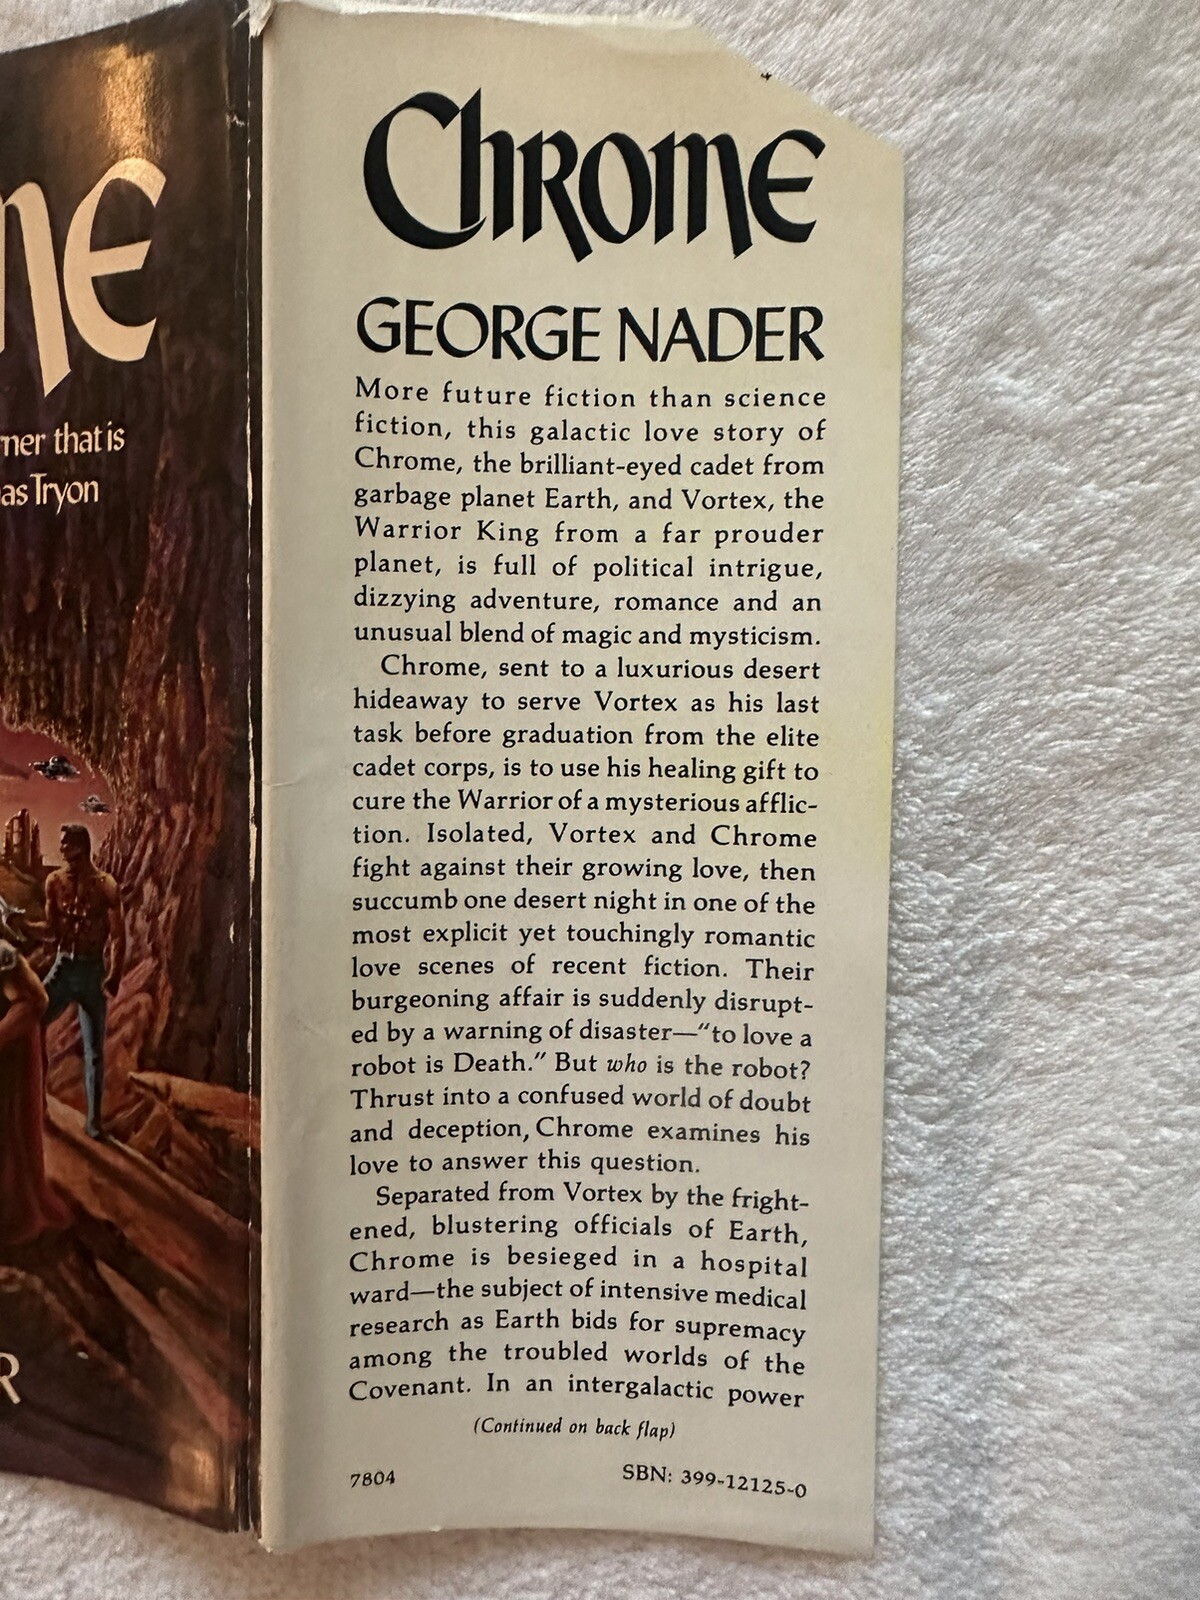 ner that is
as Tryon
R
Chrome
GEORGE NADER
More future fiction than science
fiction, this galactic love story of
Chrome, the brilliant-eyed cadet from
garbage planet Earth, and Vortex, the
Warrior King from a far prouder
planet, is full of political intrigue,
dizzying adventure, romance and an
unusual blend of magic and mysticism.
Chrome, sent to a luxurious desert
hideaway to serve Vortex as his last
task before graduation from the elite
cadet corps, is to use his healing gift to
cure the Warrior of a mysterious afflic-
tion. Isolated, Vortex and Chrome
fight against their growing love, then
succumb one desert night in one of the
most explicit yet touchingly romantic
love scenes of recent fiction. Their
burgeoning affair is suddenly disrupt-
ed by a warning of disaster—"to love a
robot is Death." But who is the robot?
Thrust into a confused world of doubt
and deception, Chrome examines his
love to answer this question.
Separated from Vortex by the fright-
ened, blustering officials of Earth,
Chrome is besieged in a hospital
ward—the subject of intensive medical
research as Earth bids for supremacy
among the troubled worlds of the
Covenant. In an intergalactic power
(Continued on back flap)
7804 SBN: 399-12125-0